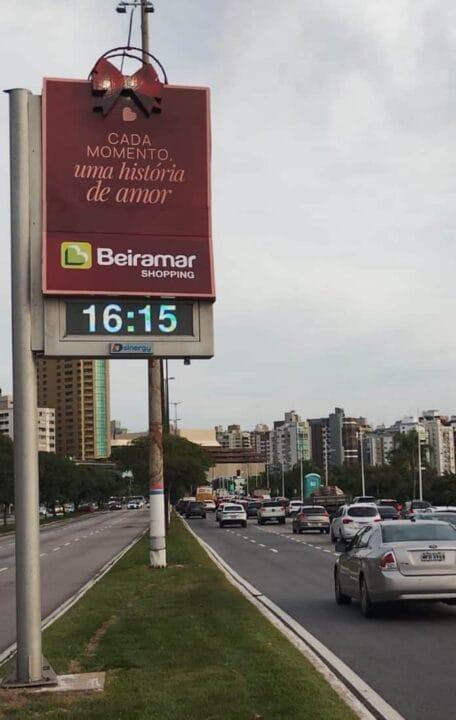 CADA
MOMENTO,
uma história
de amor
Beiramar
SHOPPING
16:15
sinergy